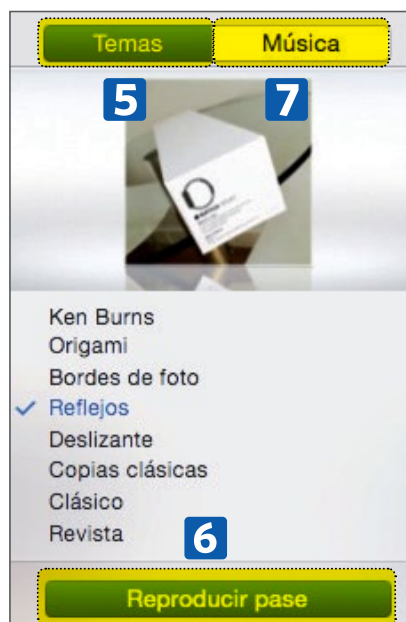 Temas Música
5 7
Ken Burns
Origami
Bordes de foto
✓ Reflejos
Deslizante
Copias clásicas
Clásico
Revista
6
Reproducir pase